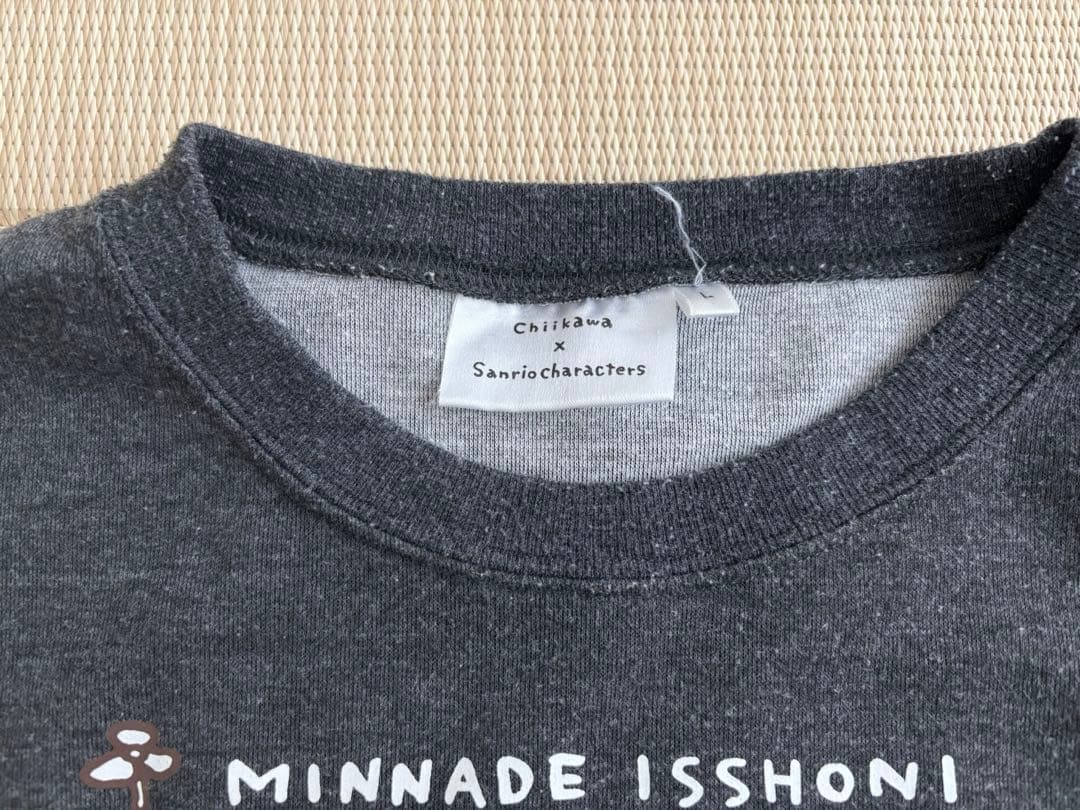 Chiikawa
x
Sanriocharacters
L
MINNADE ISSHONI